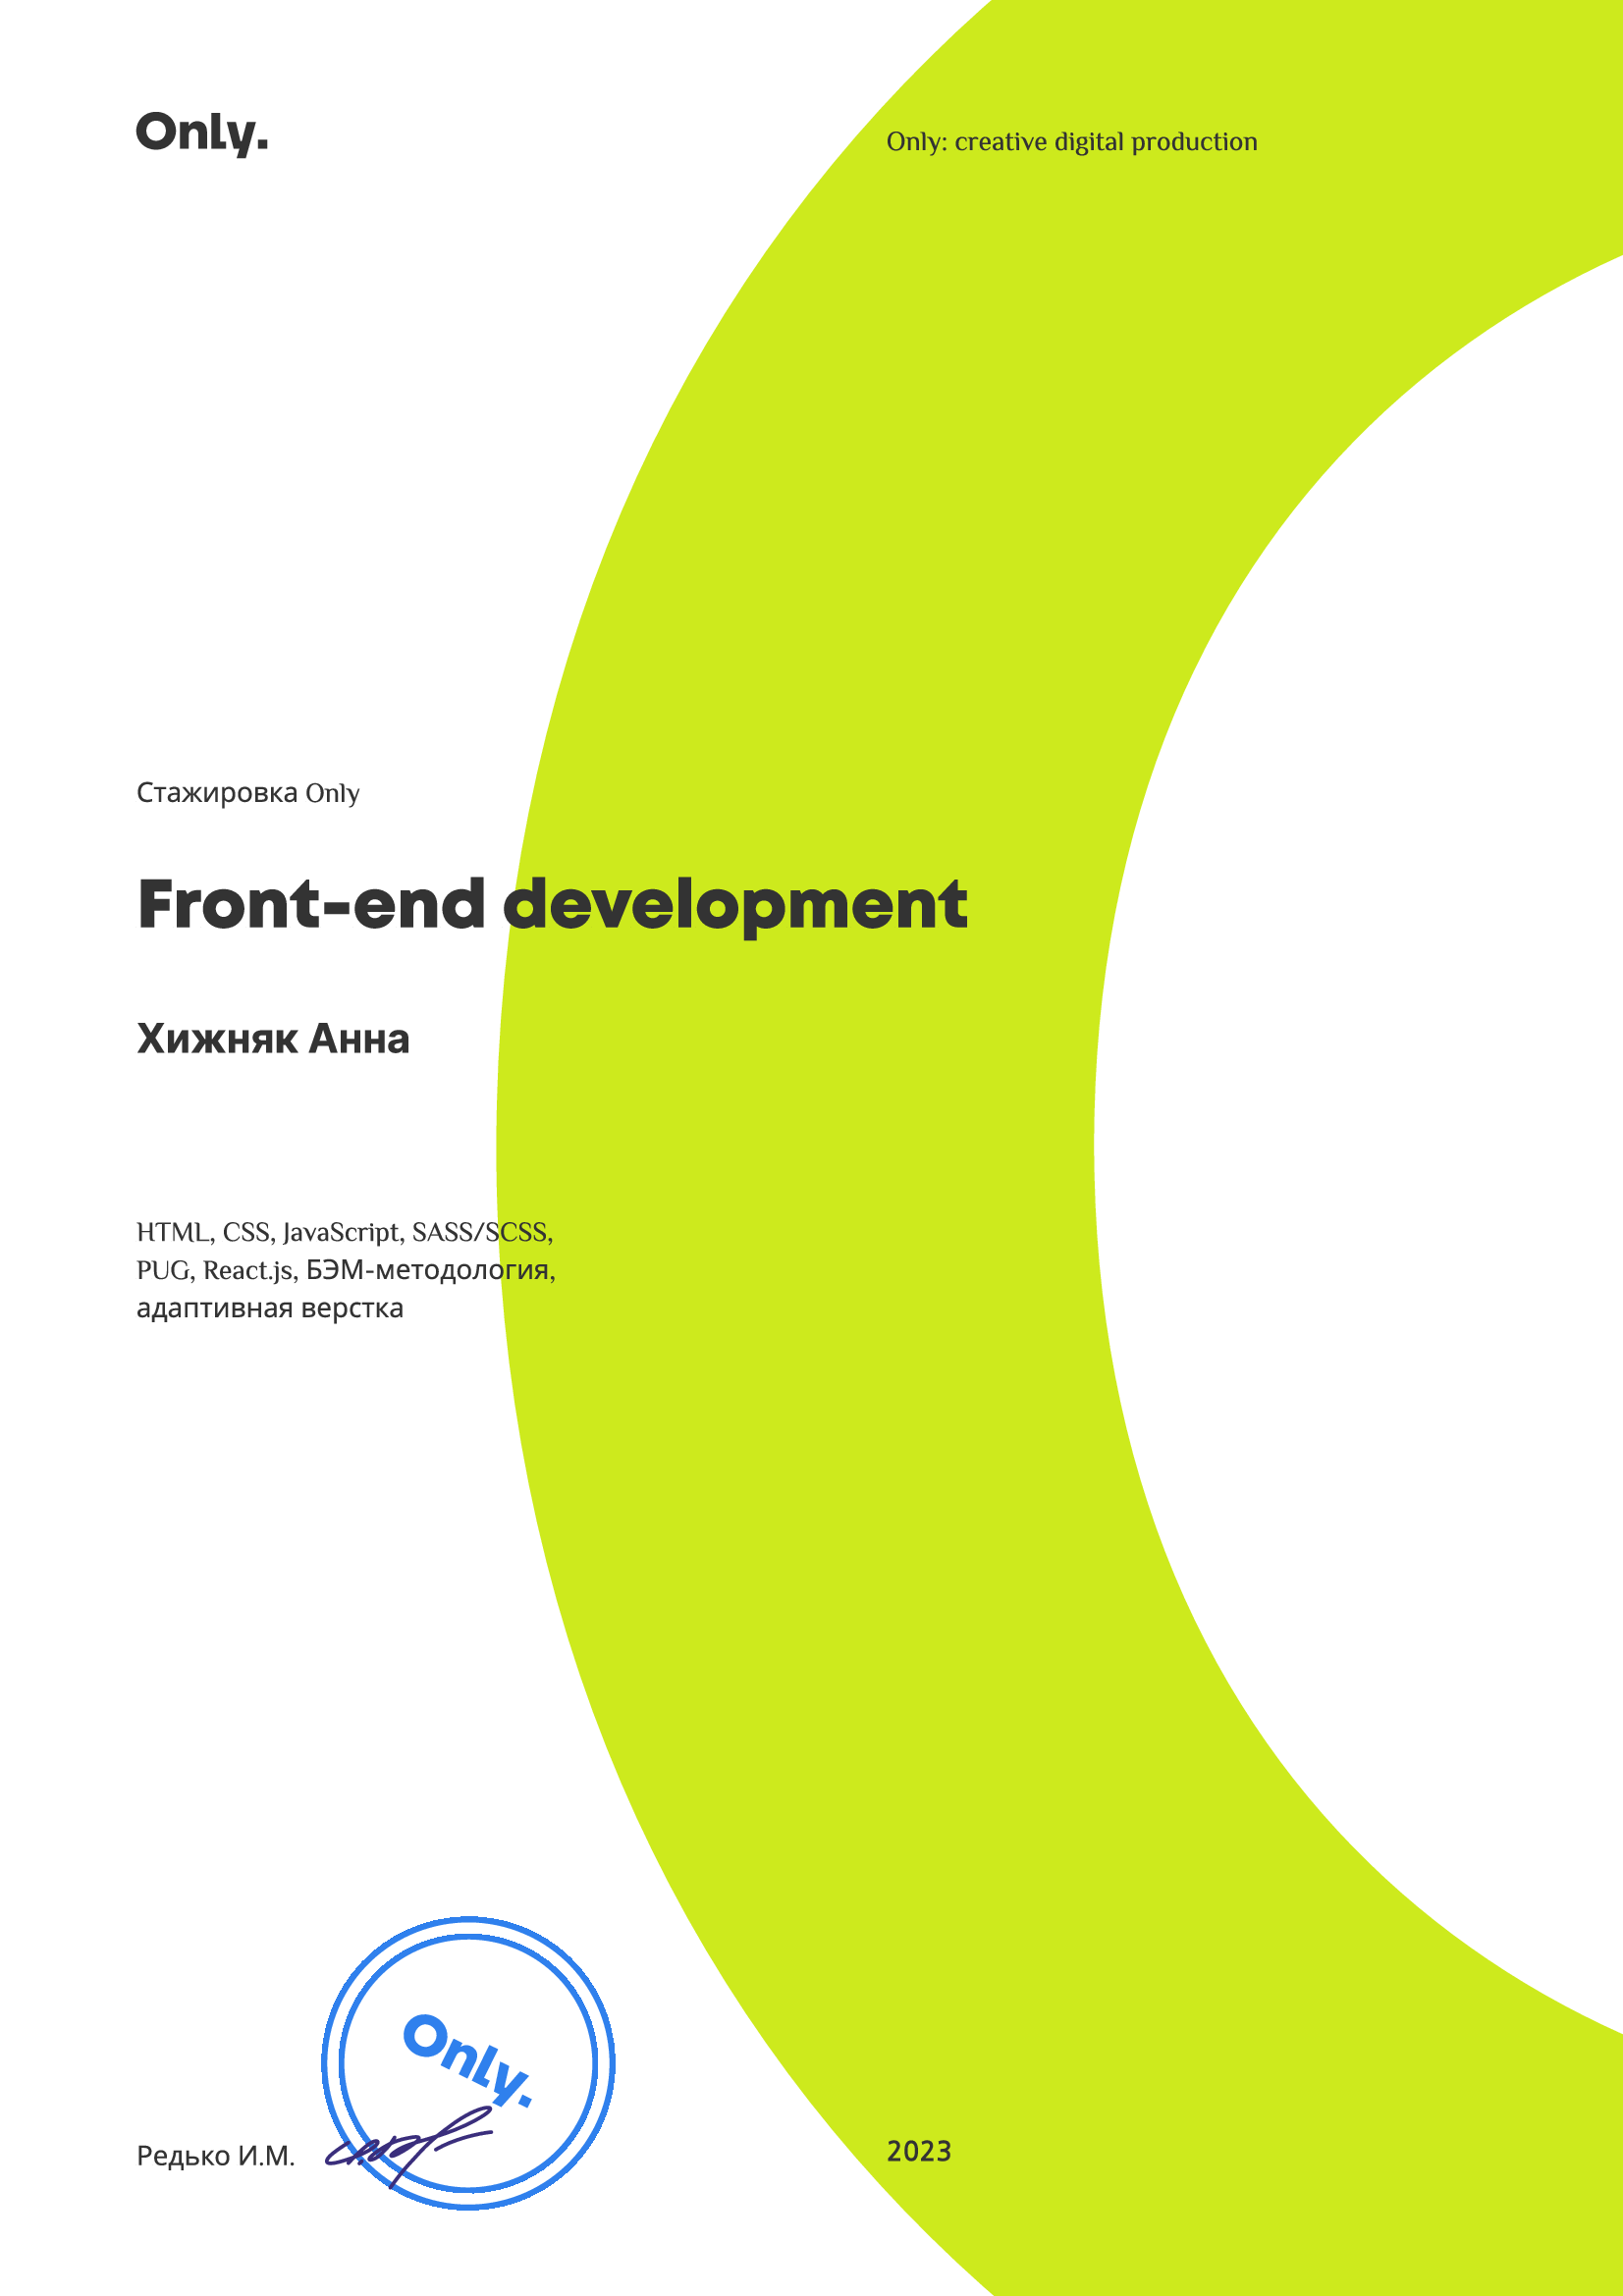 Only.
Only: creative digital production
Стажировка Only
Front-end development
Хижняк Анна
HTML, CSS, JavaScript, SASS/SCSS,
PUG, React.js, БЭМ-методология,
адаптивная верстка
Only.
Редько И.М.
2023